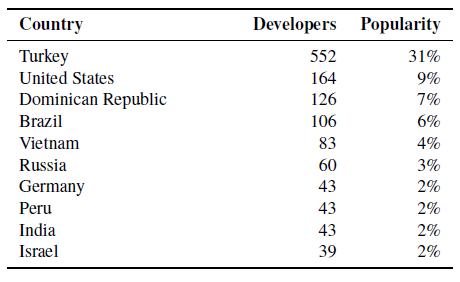 Country Developers Popularity
Turkey 552 31%
United States 164 9%
Dominican Republic 126 7%
Brazil 106 6%
Vietnam 83 4%
Russia 60 3%
Germany 43 2%
Peru 43 2%
India 43 2%
Israel 39 2%